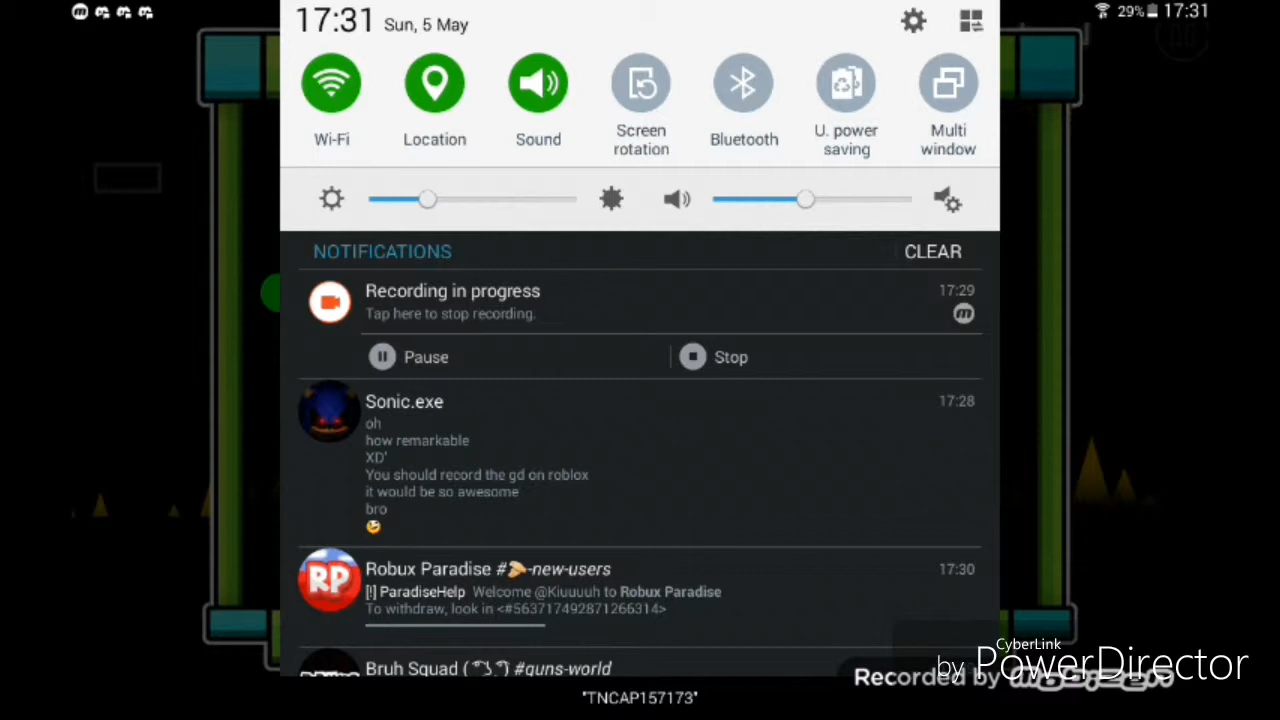 17:31 Sun, 5 May
29% 17:31
Wi-Fi
Location
Sound
Screen
rotation
Bluetooth
U. power
saving
Multi
window
NOTIFICATIONS
CLEAR
Recording in progress
17:29
Tap here to stop recording.
m
Pause
Stop
Sonic.exe
17:28
oh
how remarkable
XD'
You should record the gd on roblox
it would be so awesome
bro
RP
Robux Paradise #🍕-new-users
17:30
[!] ParadiseHelp Welcome @Kiuuuuh to Robux Paradise
To withdraw, look in <#563717492871266314>
Bruh Squad ( ͡° ͜ʖ ͡°) #guns-world
CyberLink
by PowerDirector
Recorded by
"TNCAP157173"